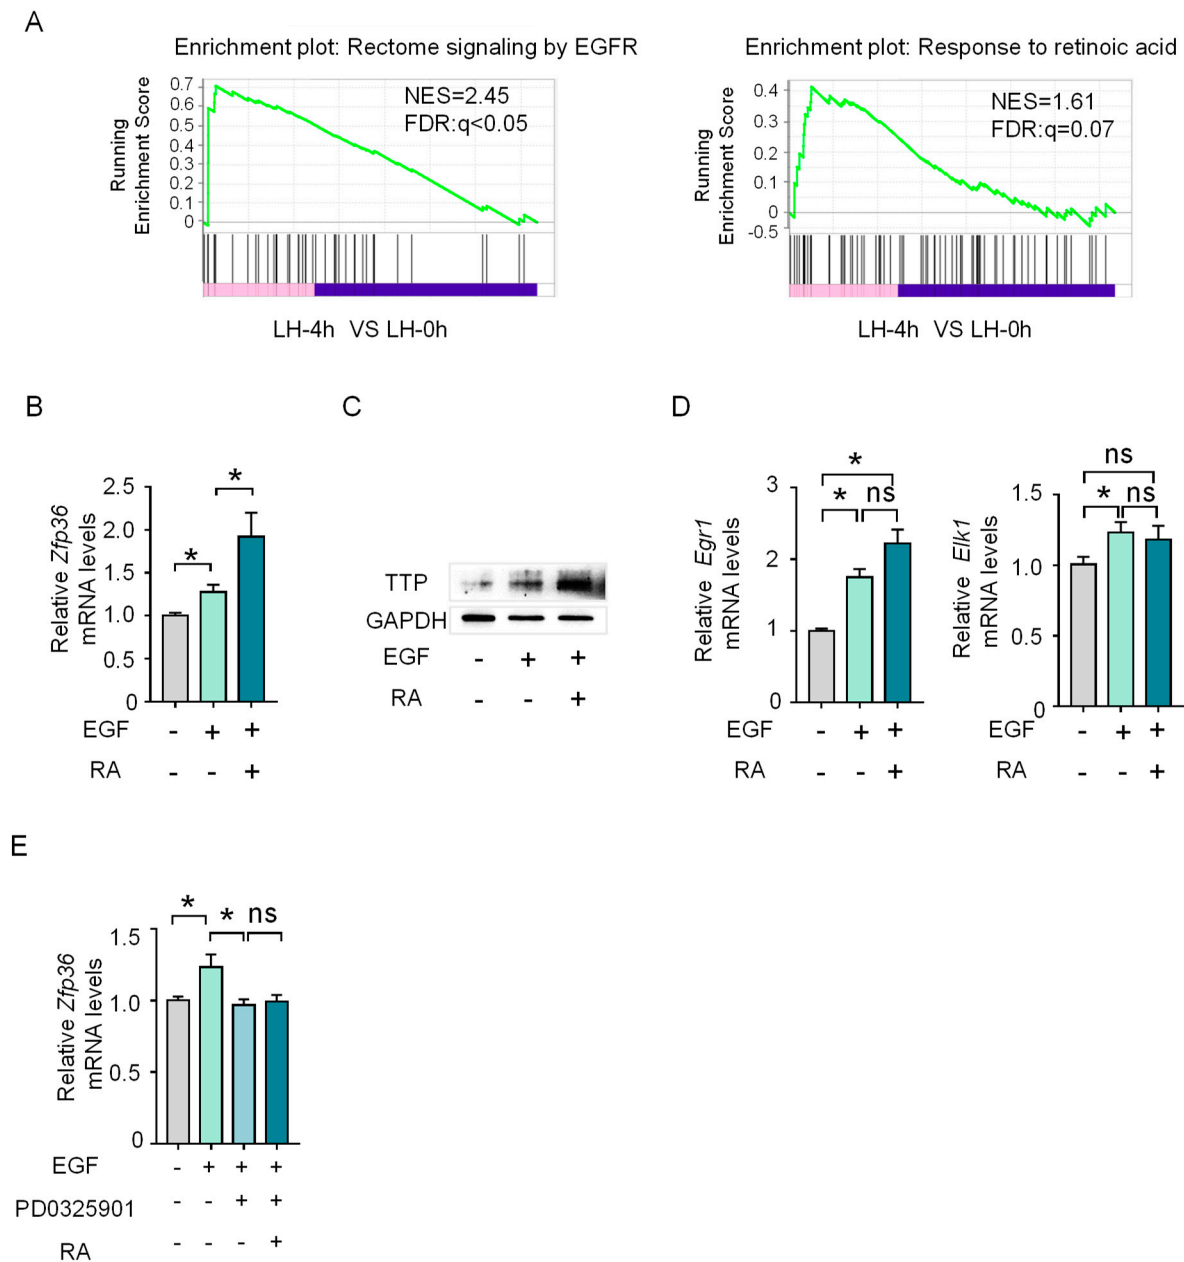 A
Enrichment plot: Rectome signaling by EGFR
Enrichment plot: Response to retinoic acid
Running
Enrichment Score
0.7
0.6
0.5
0.4
0.3
0.2
0.1
0
NES=2.45
FDR:q<0.05
LH-4h VS LH-0h
Running
Enrichment Score
0.4
0.3
0.2
0.1
0
-0.5
NES=1.61
FDR:q=0.07
LH-4h VS LH-0h
B
Relative Zfp36
mRNA levels
2.5
2.0
1.5
1.0
0.5
0
*
*
EGF - + +
RA - - +
C
TTP
GAPDH
EGF - + +
RA - - +
D
Relative Egr1
mRNA levels
3
2
1
0
*
* ns
EGF - + +
RA - - +
Relative Elk1
mRNA levels
1.5
1.0
0.5
0
ns
* ns
EGF - + +
RA - - +
E
Relative Zfp36
mRNA levels
1.5
1.0
0.5
0
* * ns
EGF - + + +
PD0325901 - - + +
RA - - - +